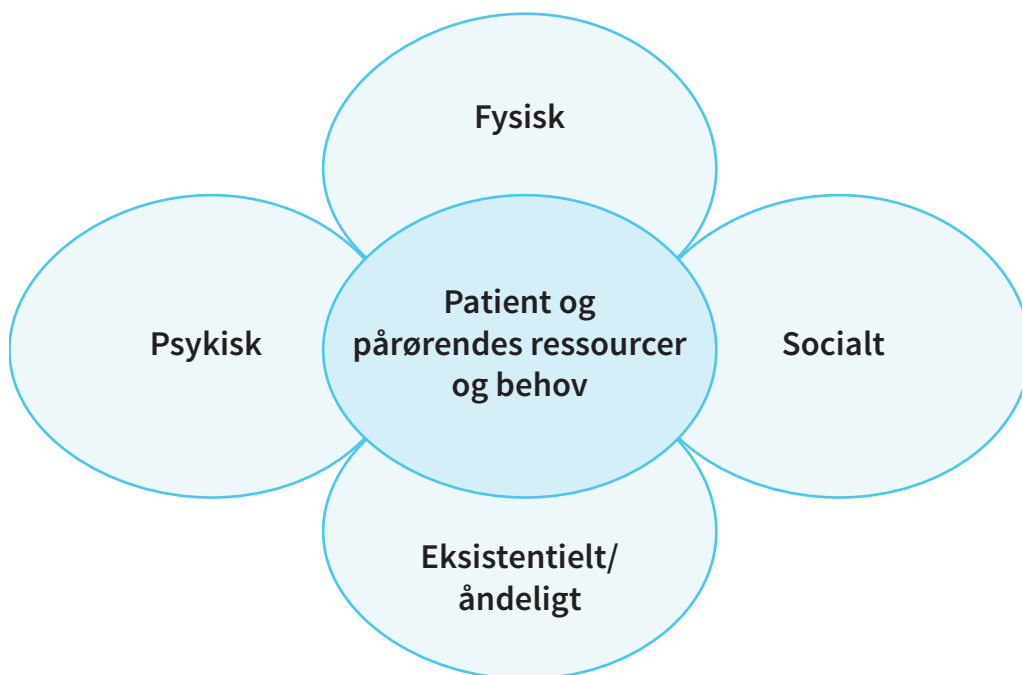 Fysisk
Psykisk
Patient og
pårørendes ressourcer
og behov
Socialt
Eksistentielt/
åndeligt